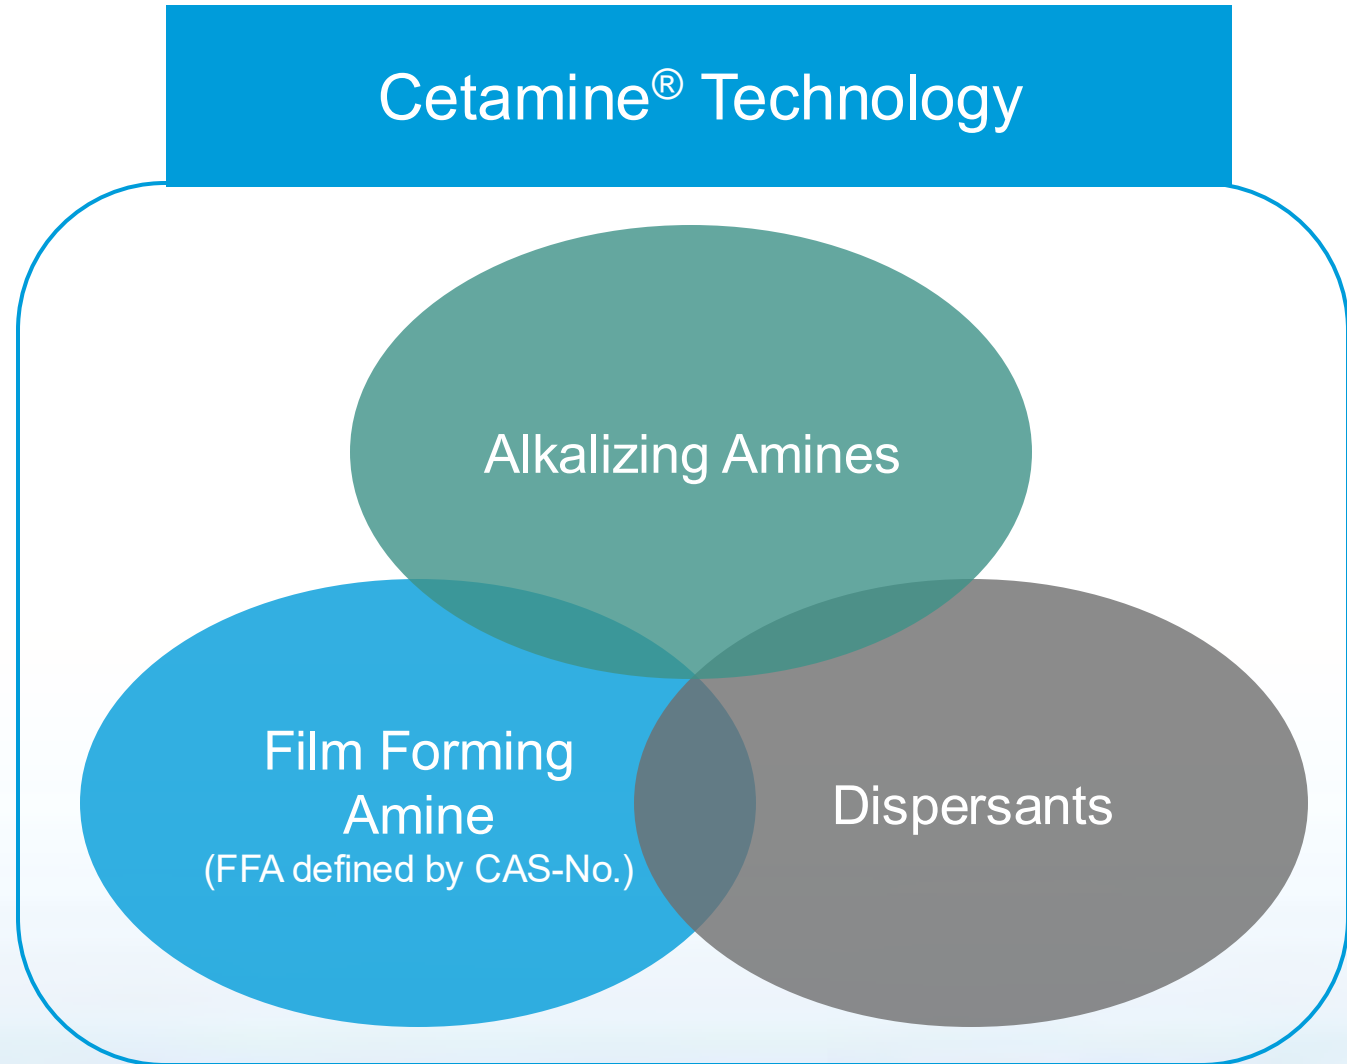 Cetamine® Technology
Alkalizing Amines
Film Forming
Amine
(FFA defined by CAS-No.)
Dispersants